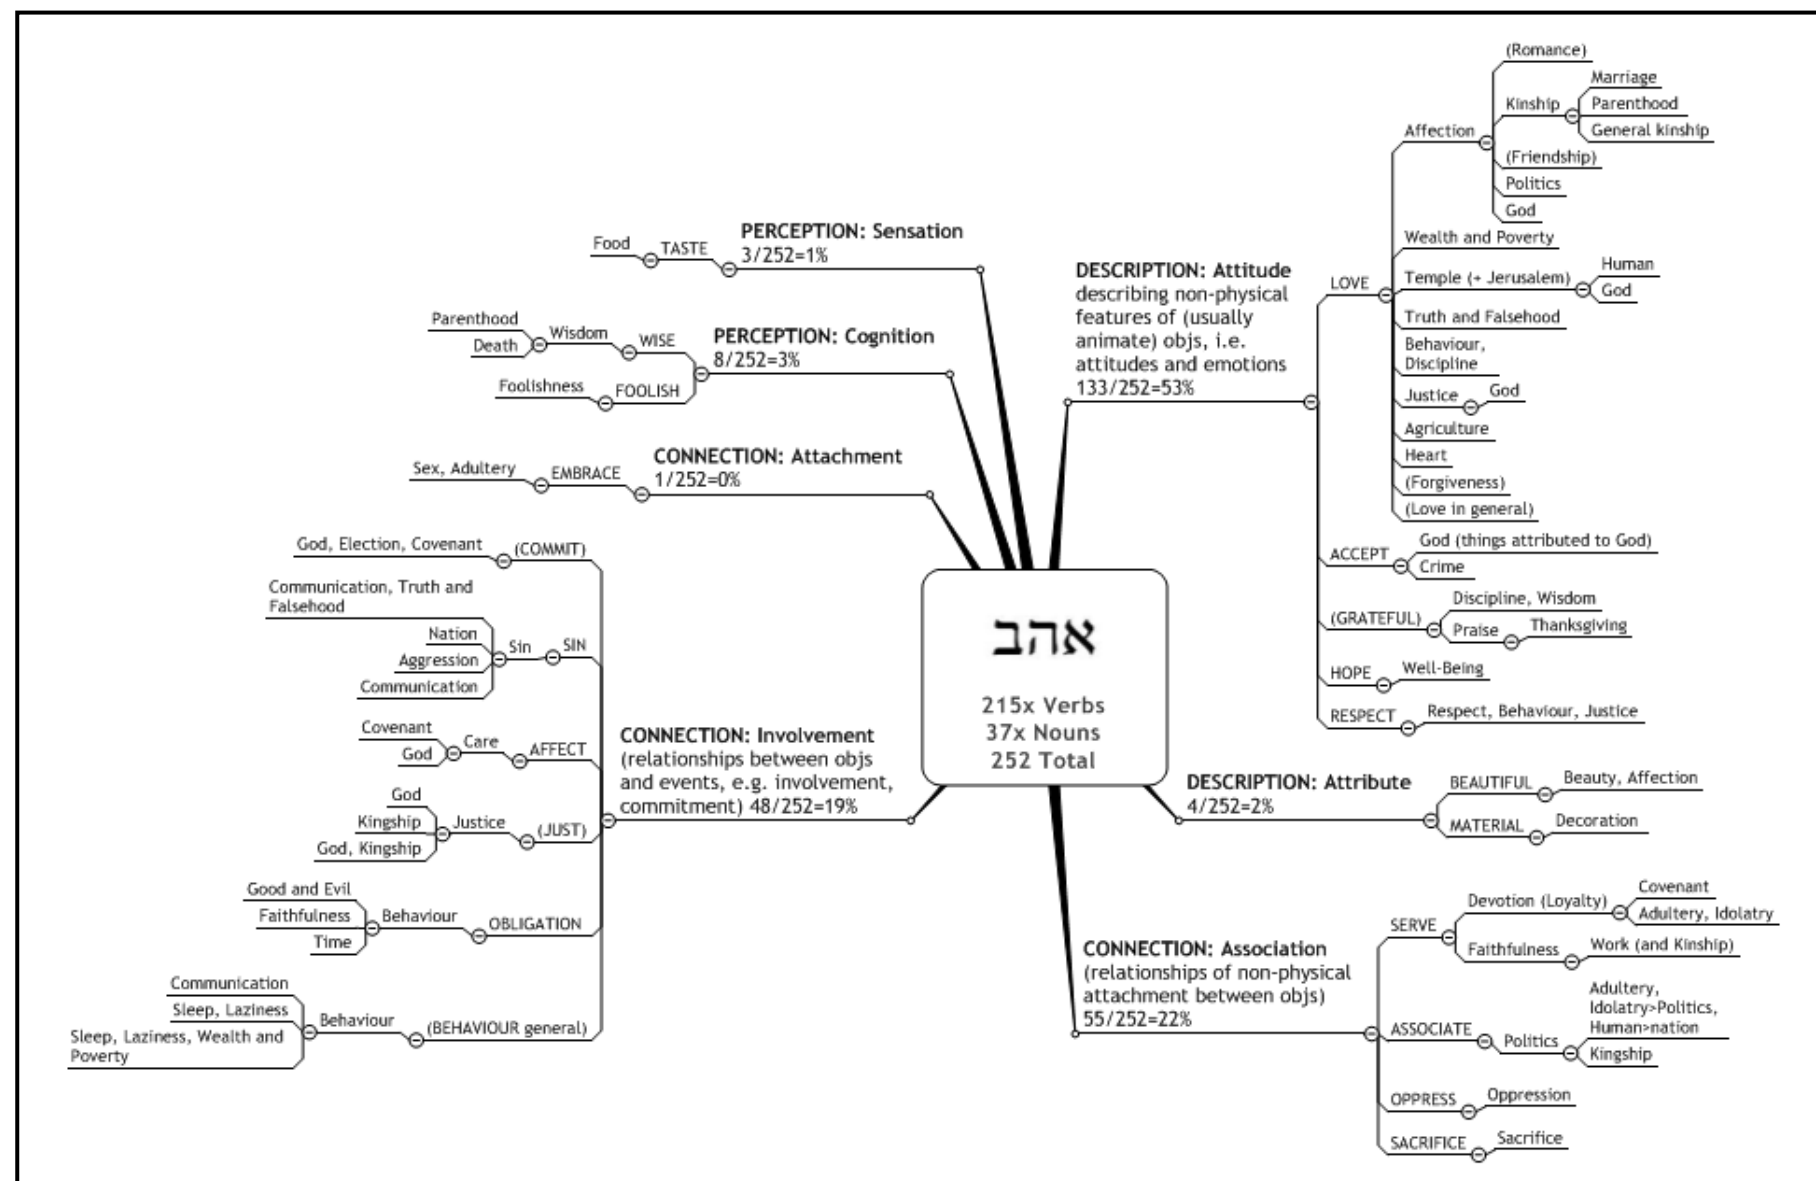 אהב
215x Verbs
37x Nouns
252 Total
PERCEPTION: Sensation
3/252=1%
TASTE
Food
PERCEPTION: Cognition
8/252=3%
WISE
Wisdom
Parenthood
Death
FOOLISH
Foolishness
CONNECTION: Attachment
1/252=0%
EMBRACE
Sex, Adultery
CONNECTION: Involvement
(relationships between objs
and events, e.g. involvement,
commitment) 48/252=19%
(COMMIT)
God, Election, Covenant
SIN
Sin
Communication, Truth and
Falsehood
Nation
Aggression
Communication
AFFECT
Care
Covenant
God
(JUST)
Justice
God
Kingship
God, Kingship
OBLIGATION
Behaviour
Good and Evil
Faithfulness
Time
(BEHAVIOUR general)
Behaviour
Communication
Sleep, Laziness
Sleep, Laziness, Wealth and
Poverty
DESCRIPTION: Attitude
describing non-physical
features of (usually
animate) objs, i.e.
attitudes and emotions
133/252=53%
LOVE
Affection
(Romance)
Kinship
Marriage
Parenthood
General kinship
(Friendship)
Politics
God
Wealth and Poverty
Temple (+ Jerusalem)
Human
God
Truth and Falsehood
Behaviour,
Discipline
Justice
God
Agriculture
Heart
(Forgiveness)
(Love in general)
ACCEPT
God (things attributed to God)
Crime
(GRATEFUL)
Discipline, Wisdom
Praise
Thanksgiving
HOPE
Well-Being
RESPECT
Respect, Behaviour, Justice
DESCRIPTION: Attribute
4/252=2%
BEAUTIFUL
Beauty, Affection
MATERIAL
Decoration
CONNECTION: Association
(relationships of non-physical
attachment between objs)
55/252=22%
SERVE
Devotion (Loyalty)
Covenant
Adultery, Idolatry
Faithfulness
Work (and Kinship)
ASSOCIATE
Politics
Adultery,
Idolatry>Politics,
Human>nation
Kingship
OPPRESS
Oppression
SACRIFICE
Sacrifice